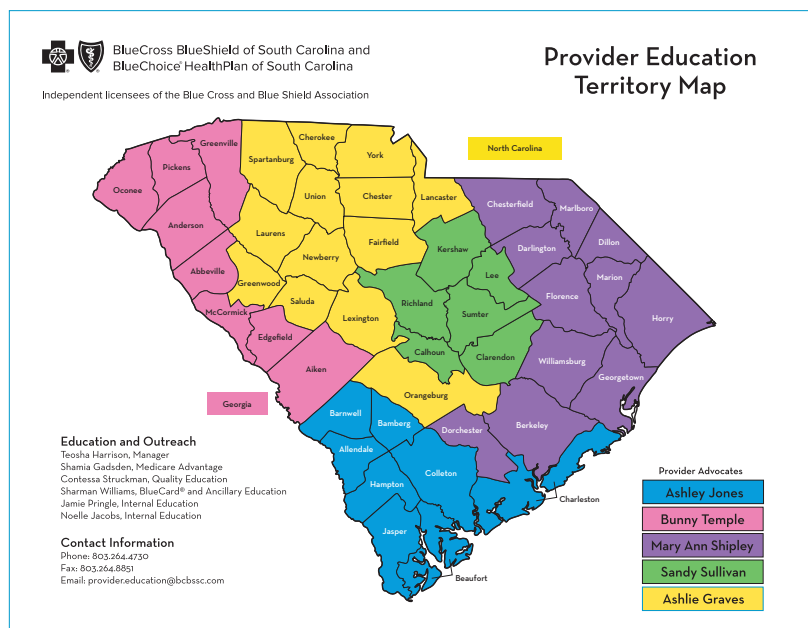 BlueCross BlueShield of South Carolina and
BlueChoice® HealthPlan of South Carolina
Independent licensees of the Blue Cross and Blue Shield Association
Provider Education
Territory Map
North Carolina
Cherokee
York
Greenville
Spartanburg
Pickens
Oconee
Union
Chester
Lancaster
Chesterfield
Marlboro
Anderson
Laurens
Fairfield
Kershaw
Darlington
Dillon
Newberry
Abbeville
Greenwood
Lee
Marion
Saluda
Richland
Florence
McCormick
Lexington
Sumter
Horry
Edgefield
Calhoun
Clarendon
Williamsburg
Aiken
Georgetown
Orangeburg
Georgia
Barnwell
Bamberg
Berkeley
Dorchester
Allendale
Colleton
Hampton
Charleston
Jasper
Beaufort
Education and Outreach
Teosha Harrison, Manager
Shamia Gadsden, Medicare Advantage
Contessa Struckman, Quality Education
Sharman Williams, BlueCard® and Ancillary Education
Jamie Pringle, Internal Education
Noelle Jacobs, Internal Education
Contact Information
Phone: 803.264.4730
Fax: 803.264.8851
Email: provider.education@bcbssc.com
Provider Advocates
Ashley Jones
Bunny Temple
Mary Ann Shipley
Sandy Sullivan
Ashlie Graves